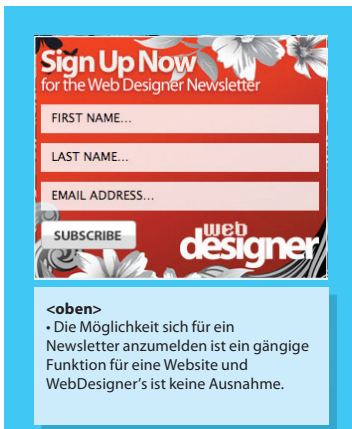 Sign Up Now
for the Web Designer Newsletter
FIRST NAME...
LAST NAME...
EMAIL ADDRESS...
SUBSCRIBE
web
designer
<oben>
• Die Möglichkeit sich für ein
Newsletter anzumelden ist ein gängige
Funktion für eine Website und
WebDesigner’s ist keine Ausnahme.